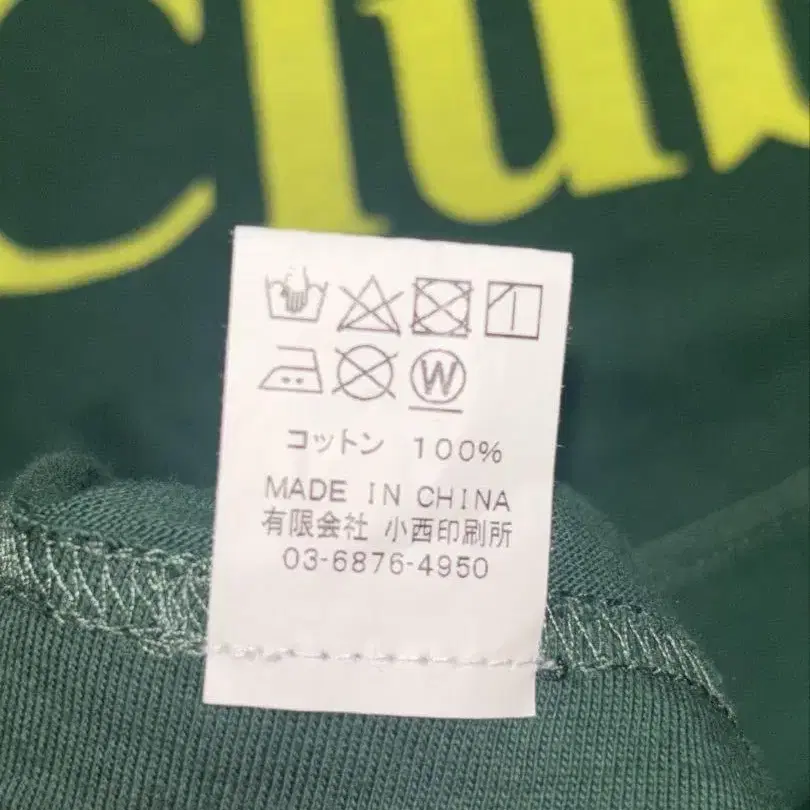 Club
W
コットン 100%
MADE IN CHINA
有限会社 小西印刷所
03-6876-4950